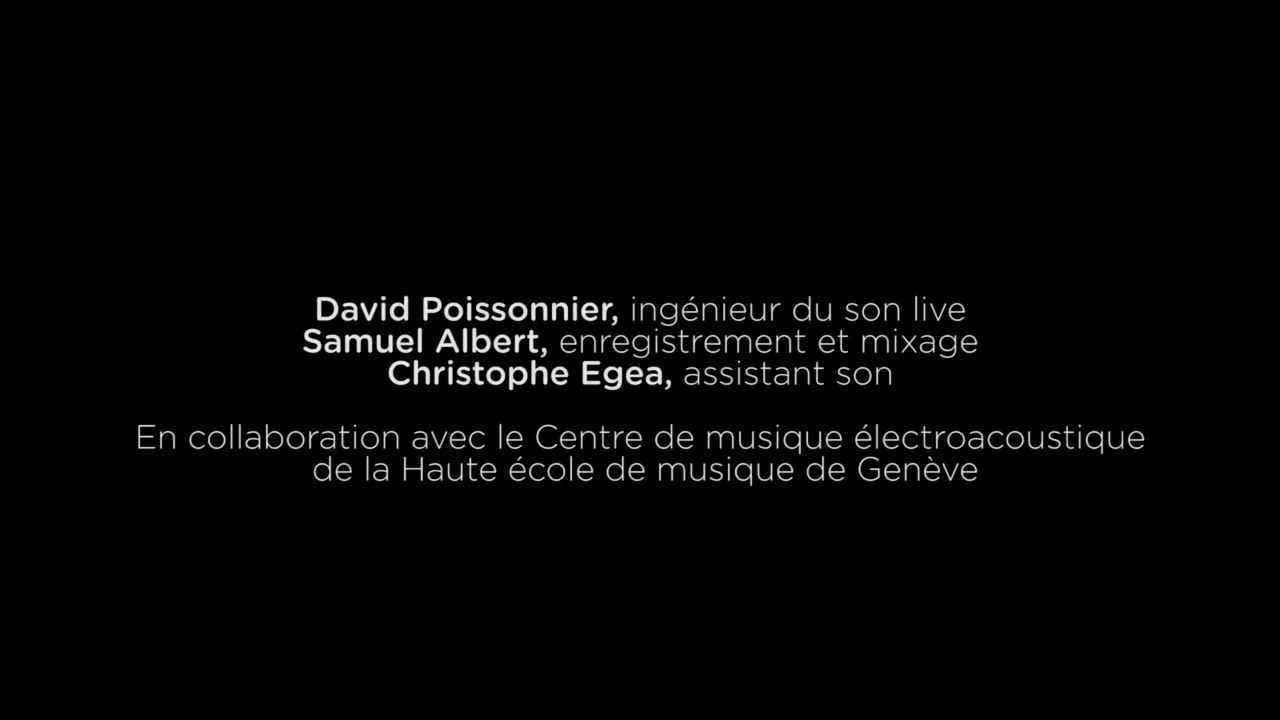 David Poissonnier, ingénieur du son live
Samuel Albert, enregistrement et mixage
Christophe Egea, assistant son
En collaboration avec le Centre de musique électroacoustique
de la Haute école de musique de Genève